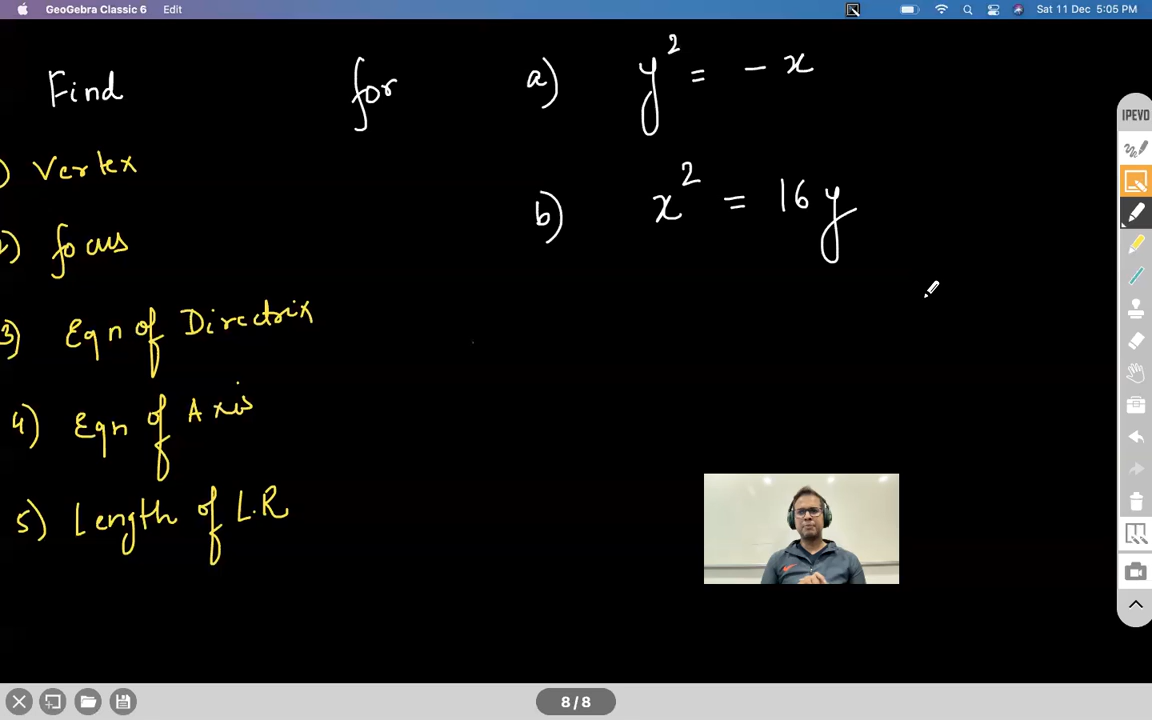 GeoGebra Classic 6 Edit Sat 11 Dec 5:05 PM
Find for a) y² = - x
) Vertex
b) x² = 16 y
) focus
3) Eqn of Directrix
4) Eqn of Axis
5) Length of L.R
IPEVO
8 / 8